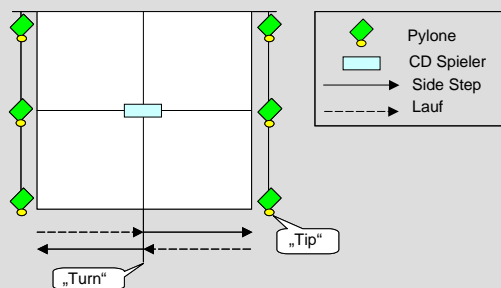 Pylone
CD Spieler
Side Step
Lauf
„Tip“
„Turn“